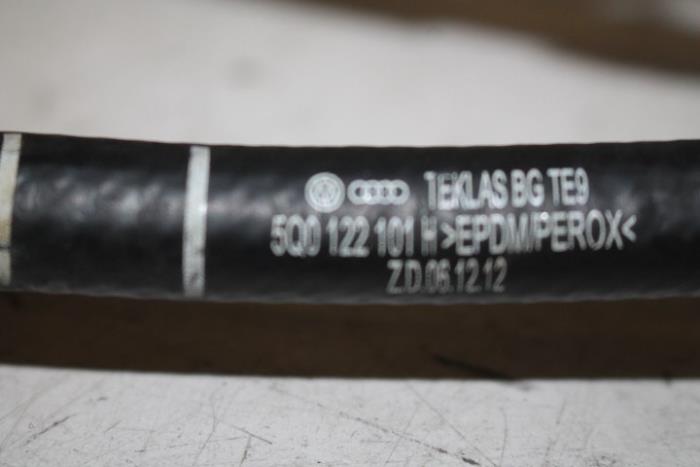 TEKLAS BG TE9
5Q0 122 101 H >EPDM/PEROX<
Z.D.06.12.12